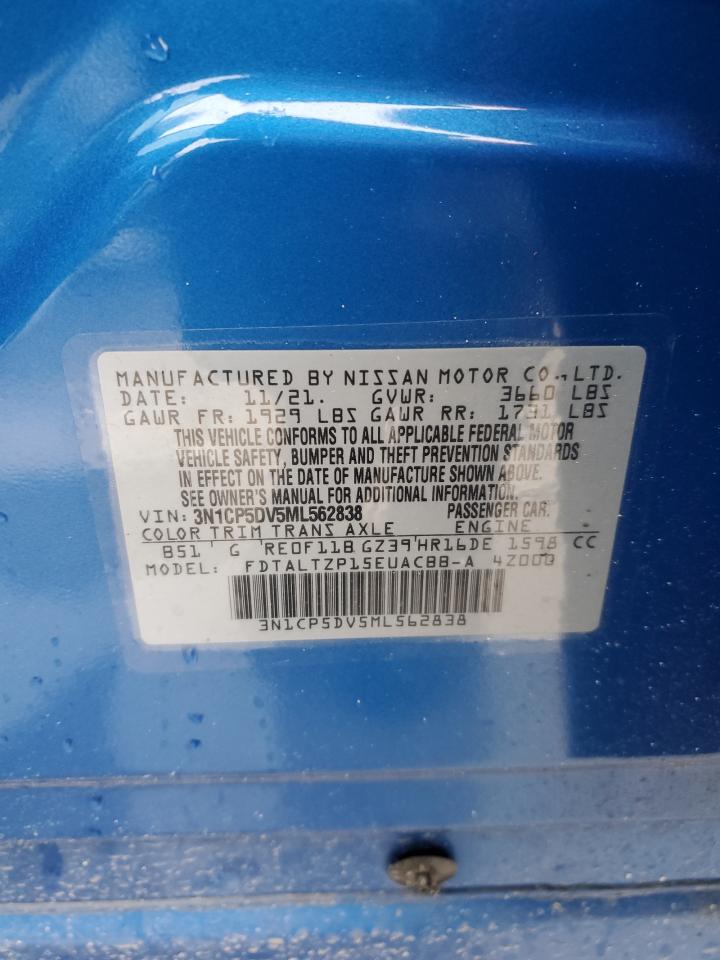 MANUFACTURED BY NISSAN MOTOR CO., LTD.
DATE: 11/21. GVWR: 3660 LBS
GAWR FR: 1929 LBS GAWR RR: 1731 LBS
THIS VEHICLE CONFORMS TO ALL APPLICABLE FEDERAL MOTOR
VEHICLE SAFETY, BUMPER AND THEFT PREVENTION STANDARDS
IN EFFECT ON THE DATE OF MANUFACTURE SHOWN ABOVE.
SEE OWNER'S MANUAL FOR ADDITIONAL INFORMATION.
VIN: 3N1CP5DV5ML562838 PASSENGER CAR.
COLOR TRIM TRANS AXLE ENGINE
B51 G RE0F11B GZ39 HR16DE 1598 CC
MODEL: FDTALTZP15EUACBB-A 4Z000
3N1CP5DV5ML562838